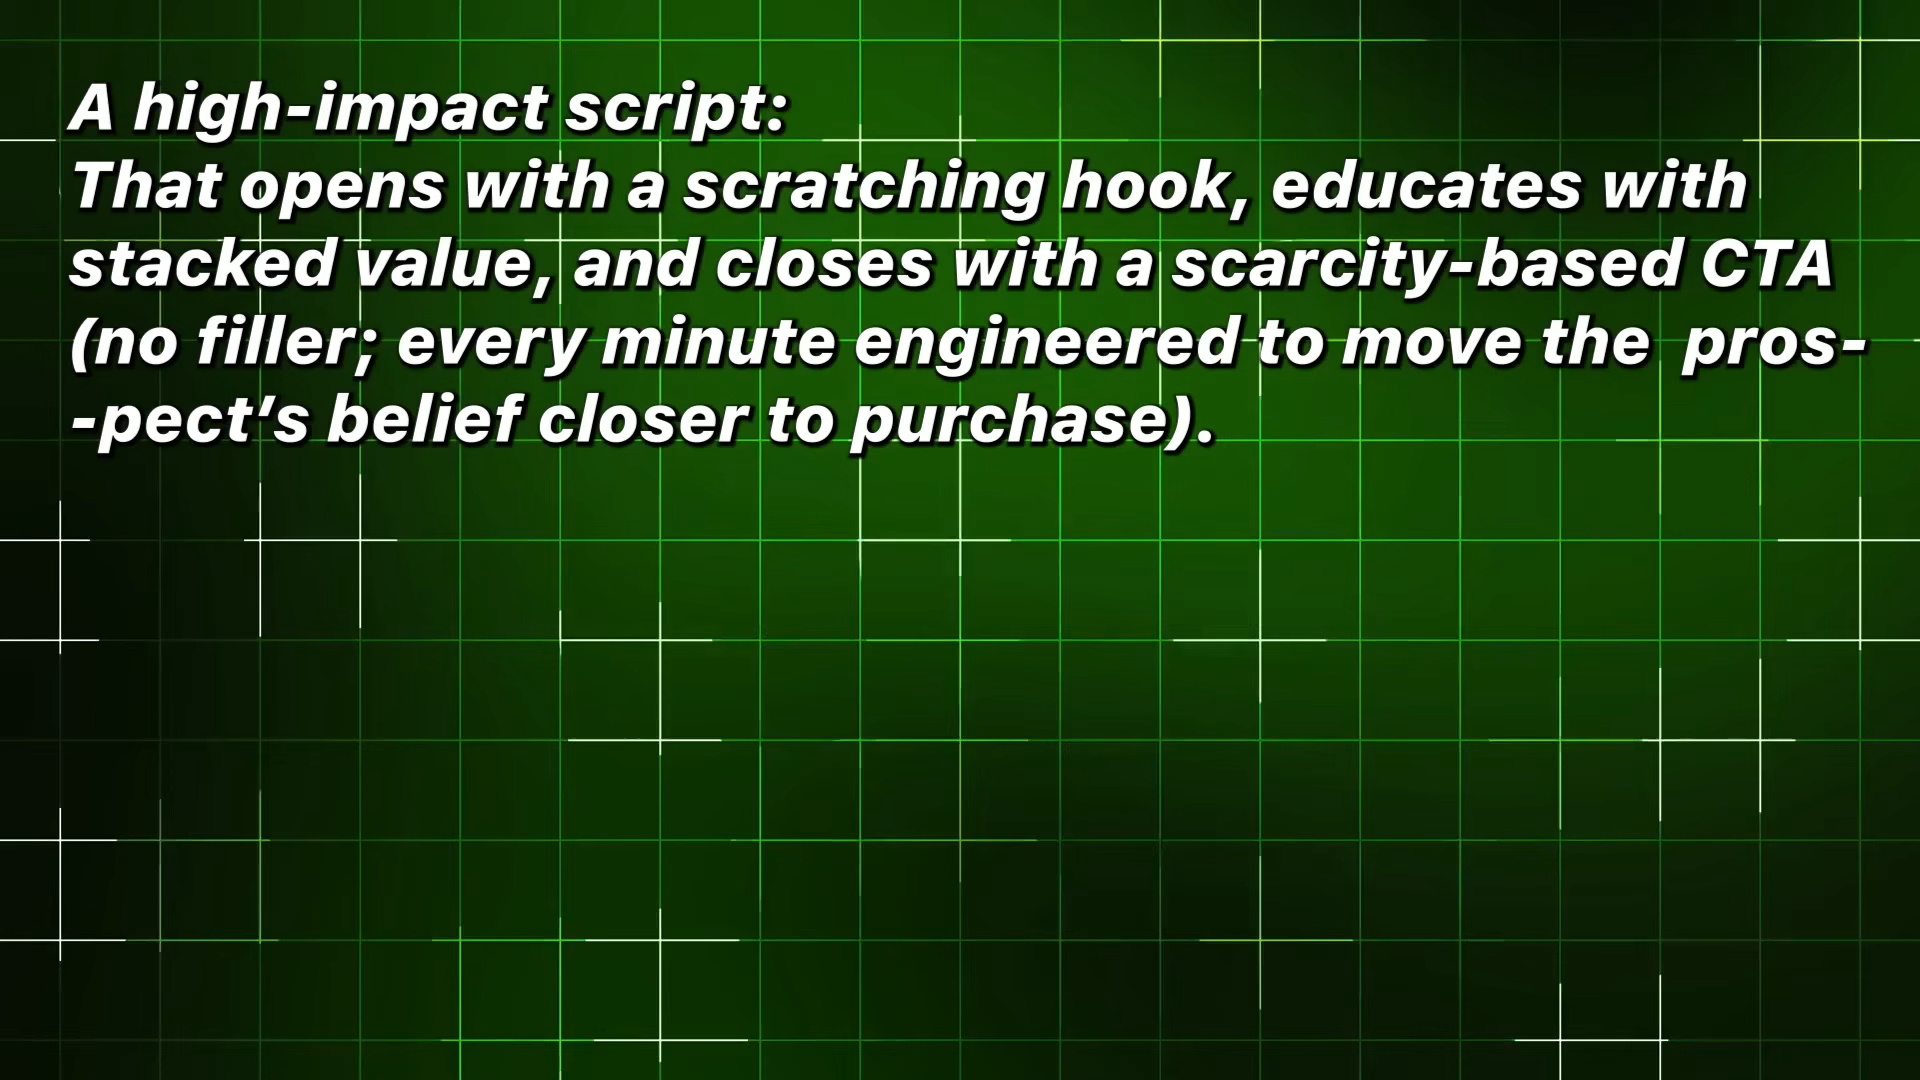 A high-impact script:
That opens with a scratching hook, educates with
stacked value, and closes with a scarcity-based CTA
(no filler; every minute engineered to move the  pros-
-pect‘s belief closer to purchase).